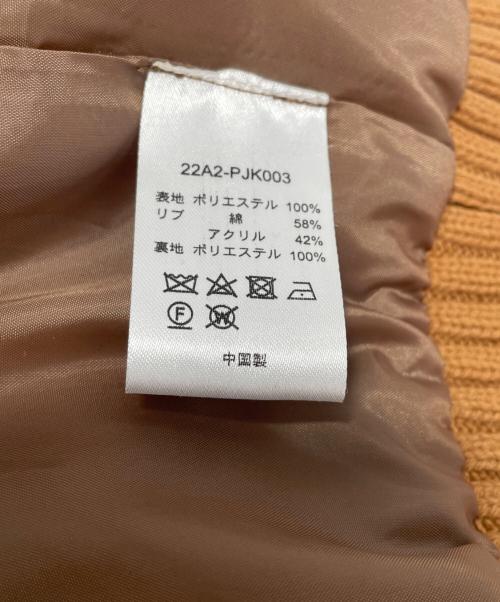 22A2-PJK003
表地 ポリエステル 100%
リブ 綿 58%
アクリル 42%
裏地 ポリエステル 100%
F W
中国製